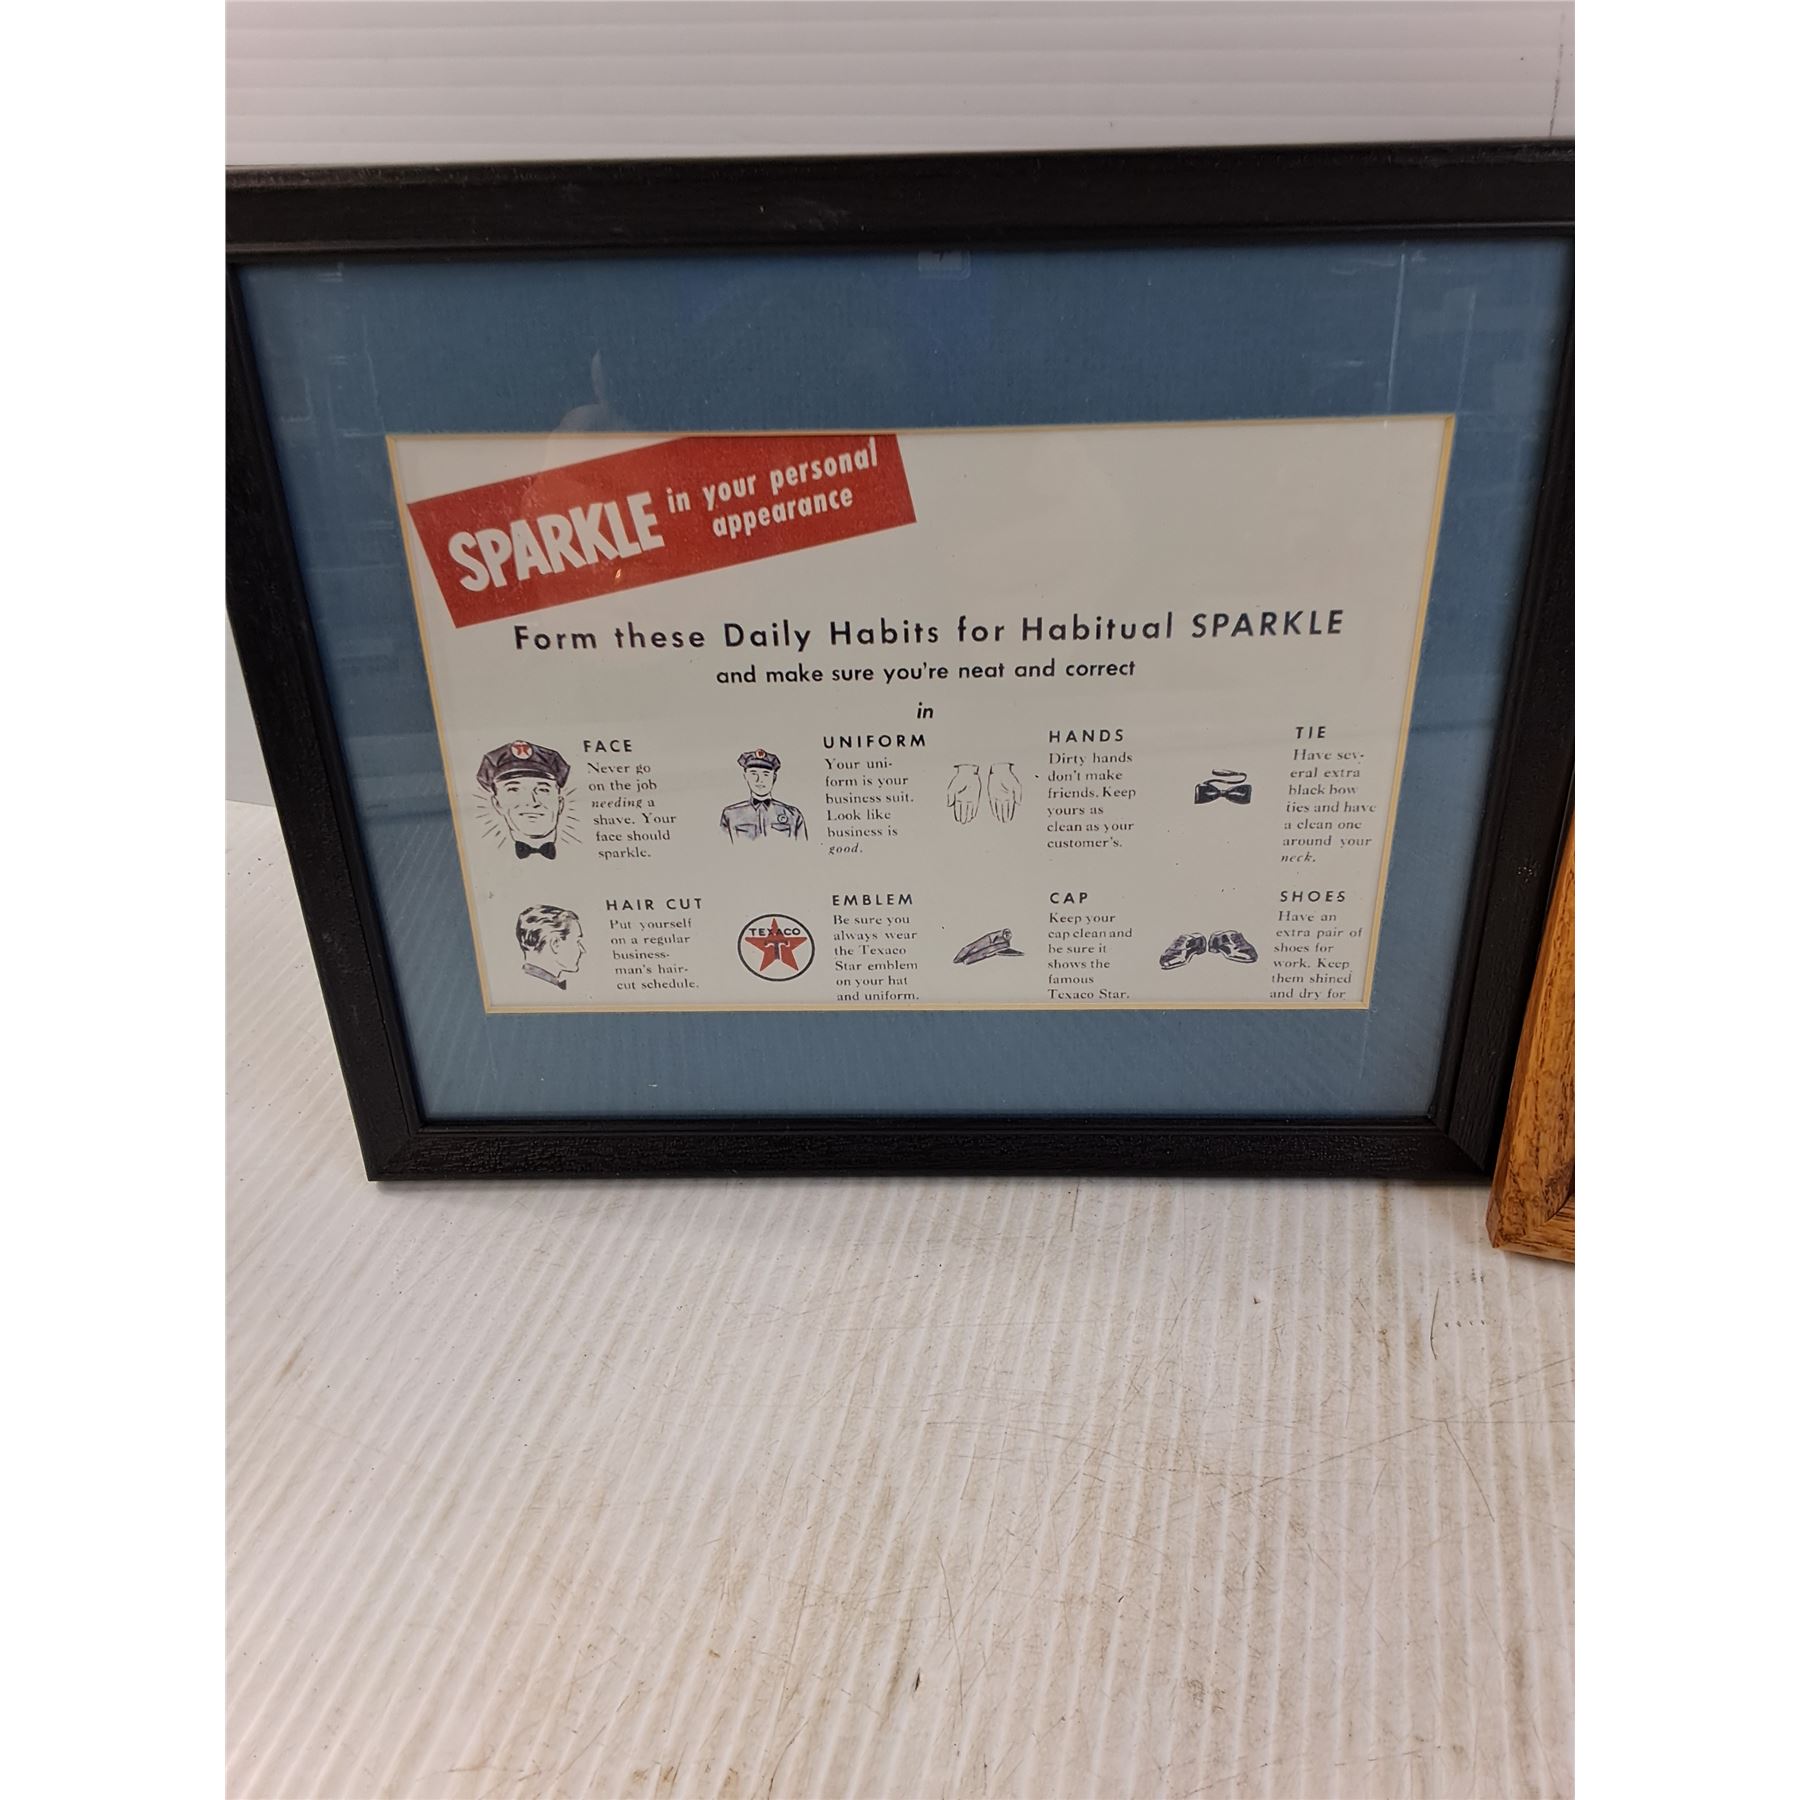 SPARKLE in your personal
appearance
Form these Daily Habits for Habitual SPARKLE
and make sure you're neat and correct
in
FACE
Never go
on the job
needing a
shave. Your
face should
sparkle.
UNIFORM
Your uni-
form is your
business suit.
Look like
business is
good.
HANDS
Dirty hands
don't make
friends. Keep
yours as
clean as your
customer's.
TIE
Have sev-
eral extra
black bow
ties and have
a clean one
around your
neck.
HAIR CUT
Put yourself
on a regular
business-
man's hair-
cut schedule.
TEXACO
T
EMBLEM
Be sure you
always wear
the Texaco
Star emblem
on your hat
and uniform.
CAP
Keep your
cap clean and
be sure it
shows the
famous
Texaco Star.
SHOES
Have an
extra pair of
shoes for
work. Keep
them shined
and dry for